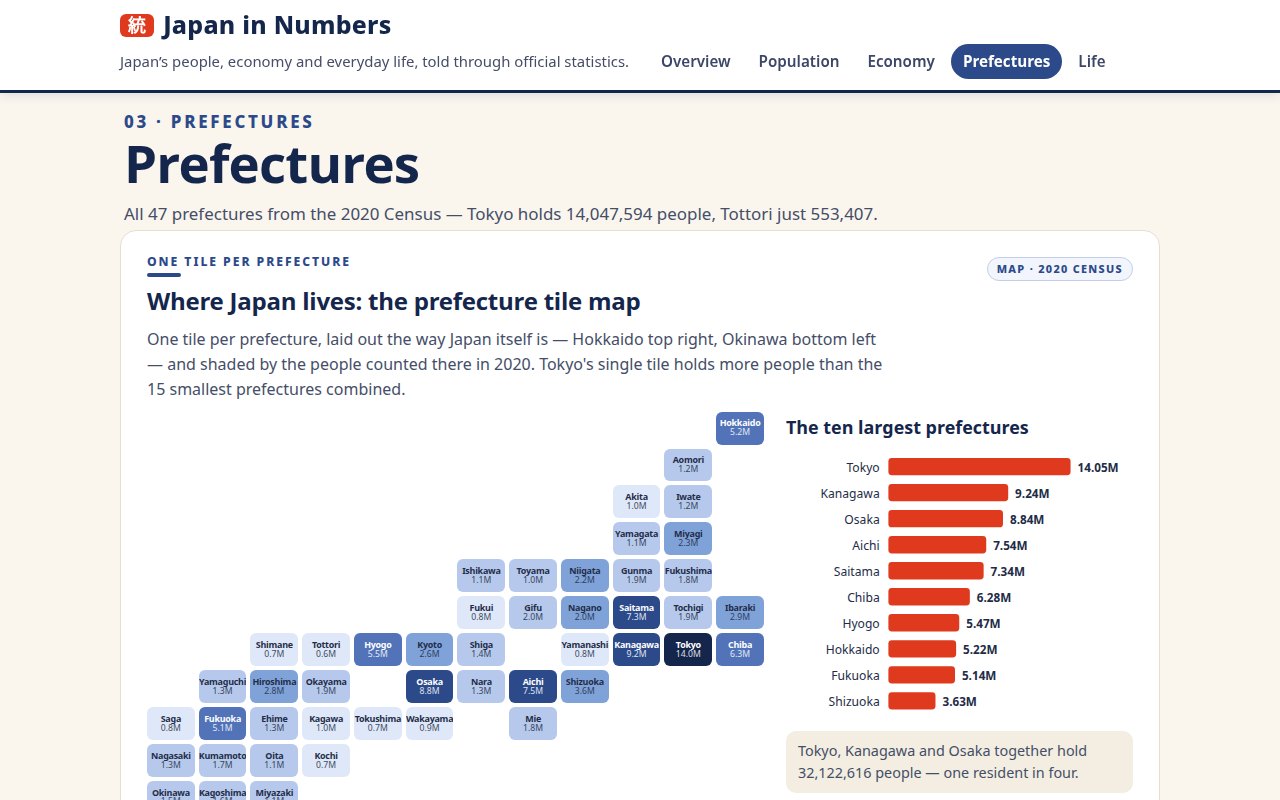 統 Japan in Numbers
Japan's people, economy and everyday life, told through official statistics.
Overview Population Economy Prefectures Life
03 · PREFECTURES
Prefectures
All 47 prefectures from the 2020 Census — Tokyo holds 14,047,594 people, Tottori just 553,407.
ONE TILE PER PREFECTURE
MAP · 2020 CENSUS
Where Japan lives: the prefecture tile map
One tile per prefecture, laid out the way Japan itself is — Hokkaido top right, Okinawa bottom left
— and shaded by the people counted there in 2020. Tokyo's single tile holds more people than the
15 smallest prefectures combined.
Hokkaido
5.2M
Aomori
1.2M
Akita
1.0M
Iwate
1.2M
Yamagata
1.1M
Miyagi
2.3M
Ishikawa
1.1M
Toyama
1.0M
Niigata
2.2M
Gunma
1.9M
Fukushima
1.8M
Fukui
0.8M
Gifu
2.0M
Nagano
2.0M
Saitama
7.3M
Tochigi
1.9M
Ibaraki
2.9M
Shimane
0.7M
Tottori
0.6M
Hyogo
5.5M
Kyoto
2.6M
Shiga
1.4M
Yamanashi
0.8M
Kanagawa
9.2M
Tokyo
14.0M
Chiba
6.3M
Yamaguchi
1.3M
Hiroshima
2.8M
Okayama
1.9M
Osaka
8.8M
Nara
1.3M
Aichi
7.5M
Shizuoka
3.6M
Saga
0.8M
Fukuoka
5.1M
Ehime
1.3M
Kagawa
1.0M
Tokushima
0.7M
Wakayama
0.9M
Mie
1.8M
Nagasaki
1.3M
Kumamoto
1.7M
Oita
1.1M
Kochi
0.7M
Okinawa
Kagoshima
Miyazaki
The ten largest prefectures
Tokyo 14.05M
Kanagawa 9.24M
Osaka 8.84M
Aichi 7.54M
Saitama 7.34M
Chiba 6.28M
Hyogo 5.47M
Hokkaido 5.22M
Fukuoka 5.14M
Shizuoka 3.63M
Tokyo, Kanagawa and Osaka together hold
32,122,616 people — one resident in four.